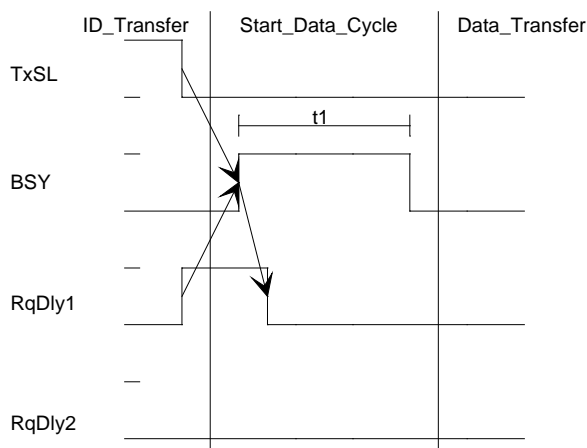 ID_Transfer Start_Data_Cycle Data_Transfer
TxSL
t1
BSY
RqDly1
RqDly2